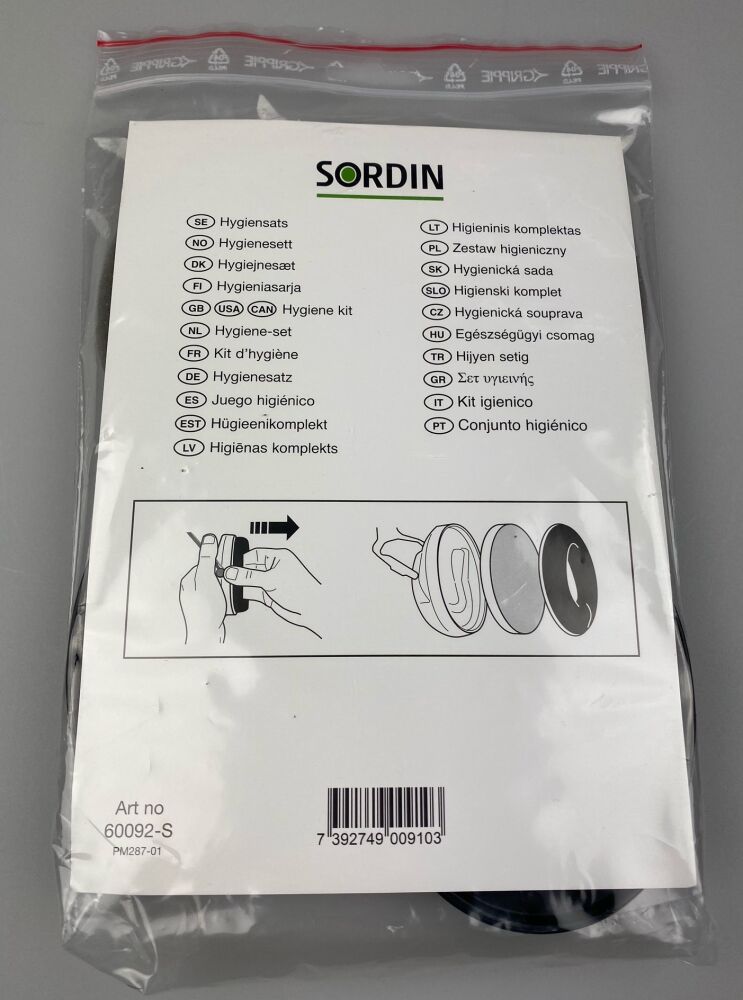 GRIPPIE GRIPPIE GRIPPIE GRIPPIE
SORDIN
SE Hygiensats
NO Hygienesett
DK Hygiejnesæt
FI Hygieniasarja
GB USA CAN Hygiene kit
NL Hygiene-set
FR Kit d'hygiène
DE Hygienesatz
ES Juego higiénico
EST Hügieenikomplekt
LV Higiēnas komplekts
LT Higieninis komplektas
PL Zestaw higieniczny
SK Hygienická sada
SLO Higienski komplet
CZ Hygienická souprava
HU Egészségügyi csomag
TR Hijyen setig
GR Σετ υγιεινής
IT Kit igienico
PT Conjunto higiénico
Art no
60092-S
PM287-01
7 392749 009103